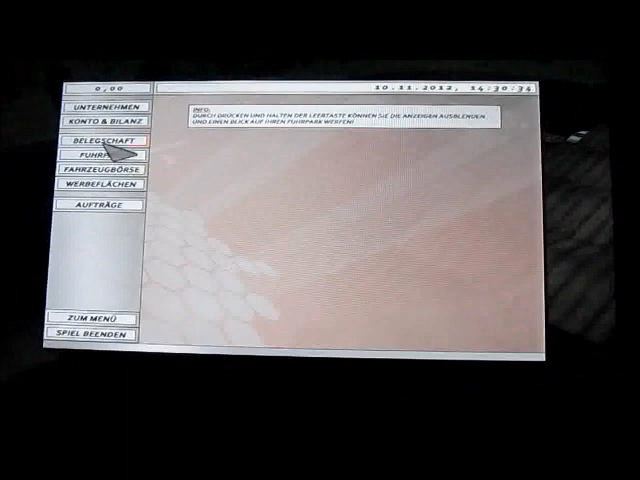 0,00
10.11.2012, 14:30:34
UNTERNEHMEN
KONTO & BILANZ
BELEGSCHAFT
FAHRZEUGBÖRSE
WERBEFLÄCHEN
AUFTRÄGE
ZUM MENÜ
SPIEL BEENDEN
INFO:
DURCH DRÜCKEN UND HALTEN DER LEERTASTE KÖNNEN SIE DIE ANZEIGEN AUSBLENDEN
UND EINEN BLICK AUF IHREN FUHRPARK WERFEN!